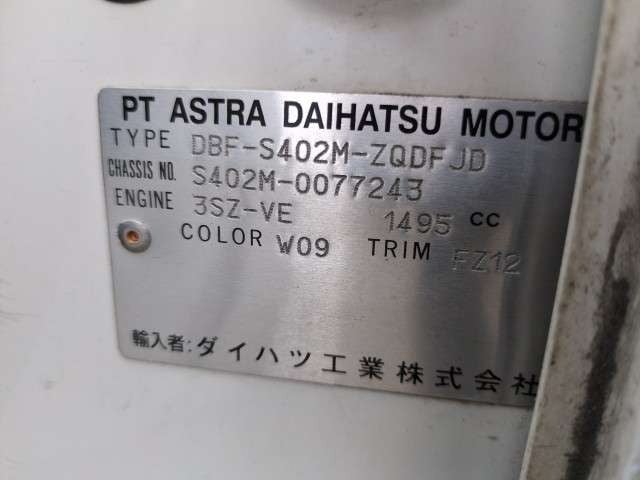 PT ASTRA DAIHATSU MOTOR
TYPE DBF-S402M-ZQDFJD
CHASSIS NO. S402M-0077243
ENGINE 3SZ-VE 1495 CC
COLOR W09 TRIM FZ12
輸入者: ダイハツ工業株式会社